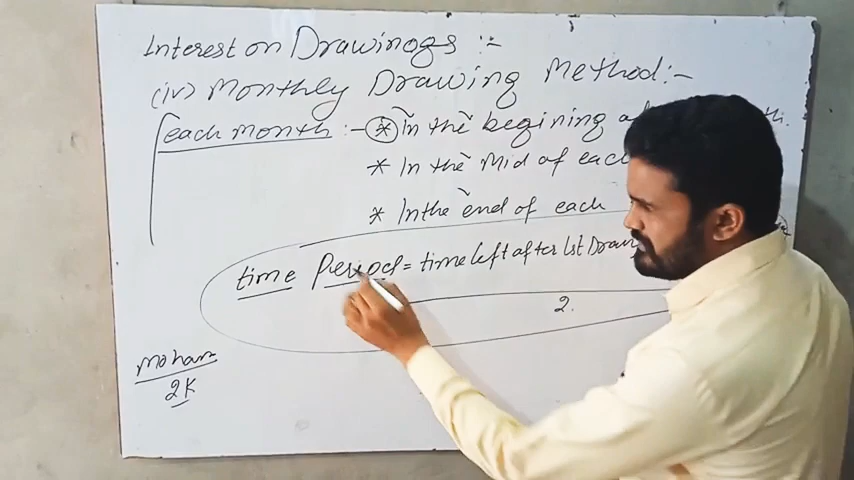 Interest on Drawings :-
(iv) Monthly Drawing Method:-
each month :- * In the begining
* In the Mid of each
* In the end of each
time Period = time left after 1st Draw
2.
Mohan
2K